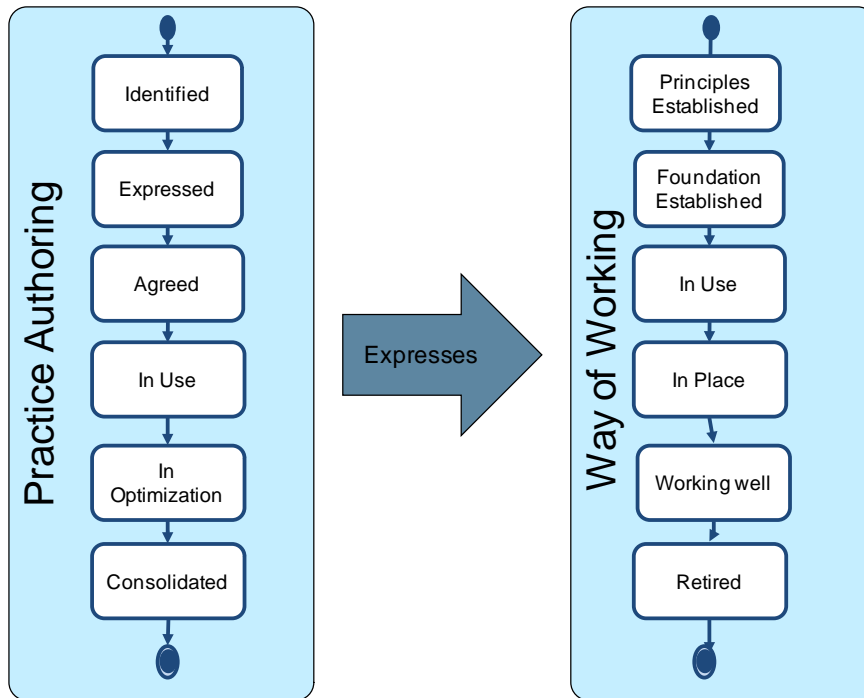 Practice Authoring
Identified
Expressed
Agreed
In Use
In
Optimization
Consolidated
Expresses
Way of Working
Principles
Established
Foundation
Established
In Use
In Place
Working well
Retired